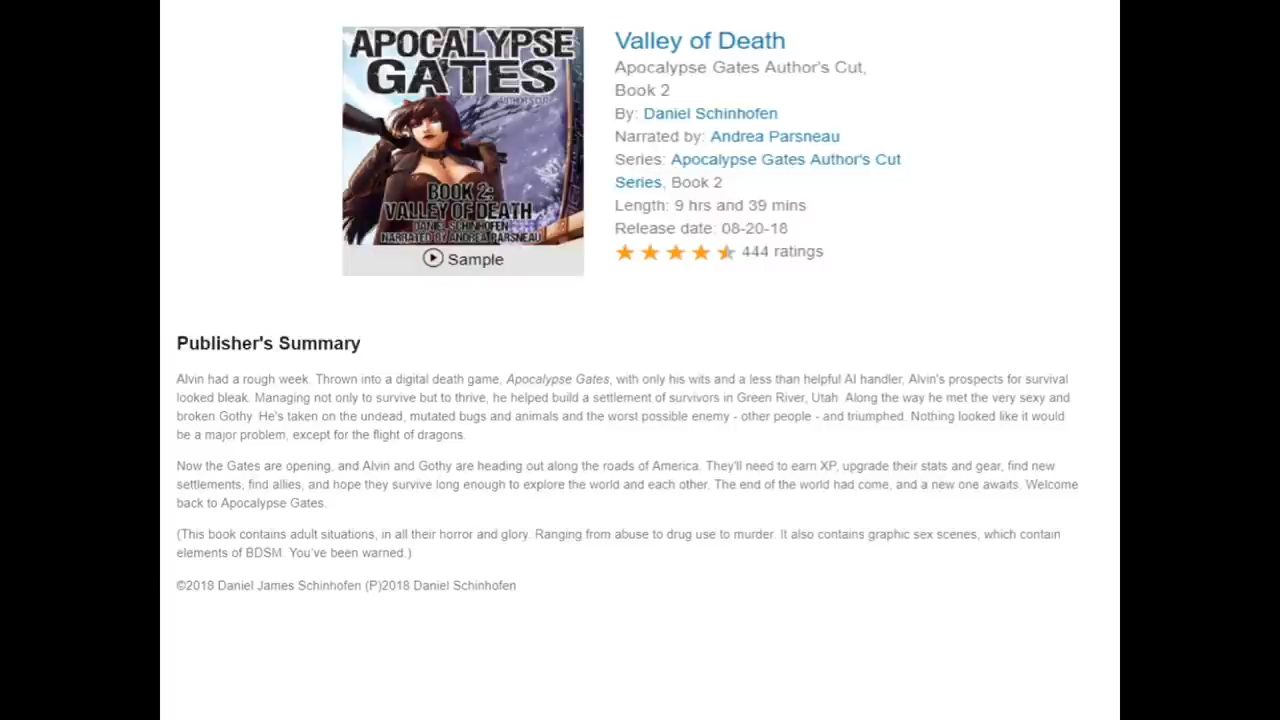 APOCALYPSE
GATES
BOOK 2:
VALLEY OF DEATH
DANIEL SCHINHOFEN
NARRATED BY ANDREA PARSNEAU
Sample
Valley of Death
Apocalypse Gates Author's Cut,
Book 2
By: Daniel Schinhofen
Narrated by: Andrea Parsneau
Series: Apocalypse Gates Author's Cut
Series, Book 2
Length: 9 hrs and 39 mins
Release date: 08-20-18
444 ratings
Publisher's Summary
Alvin had a rough week. Thrown into a digital death game, Apocalypse Gates, with only his wits and a less than helpful AI handler, Alvin's prospects for survival
looked bleak. Managing not only to survive but to thrive, he helped build a settlement of survivors in Green River, Utah. Along the way he met the very sexy and
broken Gothy. He's taken on the undead, mutated bugs and animals and the worst possible enemy - other people - and triumphed. Nothing looked like it would
be a major problem, except for the flight of dragons.
Now the Gates are opening, and Alvin and Gothy are heading out along the roads of America. They'll need to earn XP, upgrade their stats and gear, find new
settlements, find allies, and hope they survive long enough to explore the world and each other. The end of the world had come, and a new one awaits. Welcome
back to Apocalypse Gates.
(This book contains adult situations, in all their horror and glory. Ranging from abuse to drug use to murder. It also contains graphic sex scenes, which contain
elements of BDSM. You've been warned.)
©2018 Daniel James Schinhofen (P)2018 Daniel Schinhofen